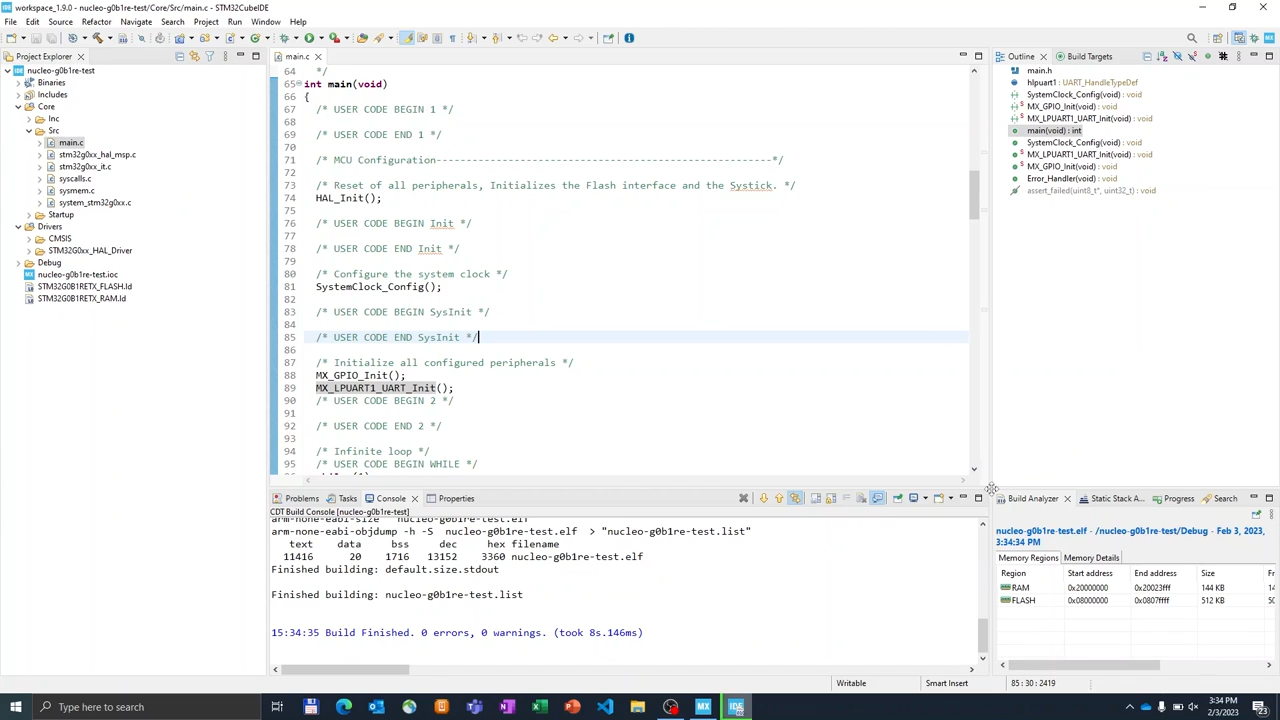 workspace_1.9.0 - nucleo-g0b1re-test/Core/Src/main.c - STM32CubeIDE
File Edit Source Refactor Navigate Search Project Run Window Help
Project Explorer
nucleo-g0b1re-test
Binaries
Includes
Core
Inc
Src
main.c
stm32g0xx_hal_msp.c
stm32g0xx_it.c
syscalls.c
sysmem.c
system_stm32g0xx.c
Startup
Drivers
CMSIS
STM32G0xx_HAL_Driver
Debug
nucleo-g0b1re-test.ioc
STM32G0B1RETX_FLASH.ld
STM32G0B1RETX_RAM.ld
main.c
64 */
65 int main(void)
66 {
67 /* USER CODE BEGIN 1 */
68
69 /* USER CODE END 1 */
70
71 /* MCU Configuration--------------------------------------------------------*/
72
73 /* Reset of all peripherals, Initializes the Flash interface and the Systick. */
74 HAL_Init();
75
76 /* USER CODE BEGIN Init */
77
78 /* USER CODE END Init */
79
80 /* Configure the system clock */
81 SystemClock_Config();
82
83 /* USER CODE BEGIN SysInit */
84
85 /* USER CODE END SysInit */
86
87 /* Initialize all configured peripherals */
88 MX_GPIO_Init();
89 MX_LPUART1_UART_Init();
90 /* USER CODE BEGIN 2 */
91
92 /* USER CODE END 2 */
93
94 /* Infinite loop */
95 /* USER CODE BEGIN WHILE */
Outline Build Targets
main.h
hlpuart1 : UART_HandleTypeDef
SystemClock_Config(void) : void
MX_GPIO_Init(void) : void
MX_LPUART1_UART_Init(void) : void
main(void) : int
SystemClock_Config(void) : void
MX_LPUART1_UART_Init(void) : void
MX_GPIO_Init(void) : void
Error_Handler(void) : void
assert_failed(uint8_t*, uint32_t) : void
Problems Tasks Console Properties
CDT Build Console [nucleo-g0b1re-test]
arm-none-eabi-size nucleo-g0b1re-test.elf
arm-none-eabi-objdump -h -S nucleo-g0b1re-test.elf > "nucleo-g0b1re-test.list"
text data bss dec hex filename
11416 20 1716 13152 3360 nucleo-g0b1re-test.elf
Finished building: default.size.stdout
Finished building: nucleo-g0b1re-test.list
15:34:35 Build Finished. 0 errors, 0 warnings. (took 8s.146ms)
Build Analyzer Static Stack A... Progress Search
nucleo-g0b1re-test.elf - /nucleo-g0b1re-test/Debug - Feb 3, 2023,
3:34:34 PM
Memory Regions Memory Details
Region Start address End address Size
RAM 0x20000000 0x20023fff 144 KB
FLASH 0x08000000 0x0807ffff 512 KB
Writable Smart Insert 85 : 30 : 2419
Type here to search
3:34 PM
2/3/2023